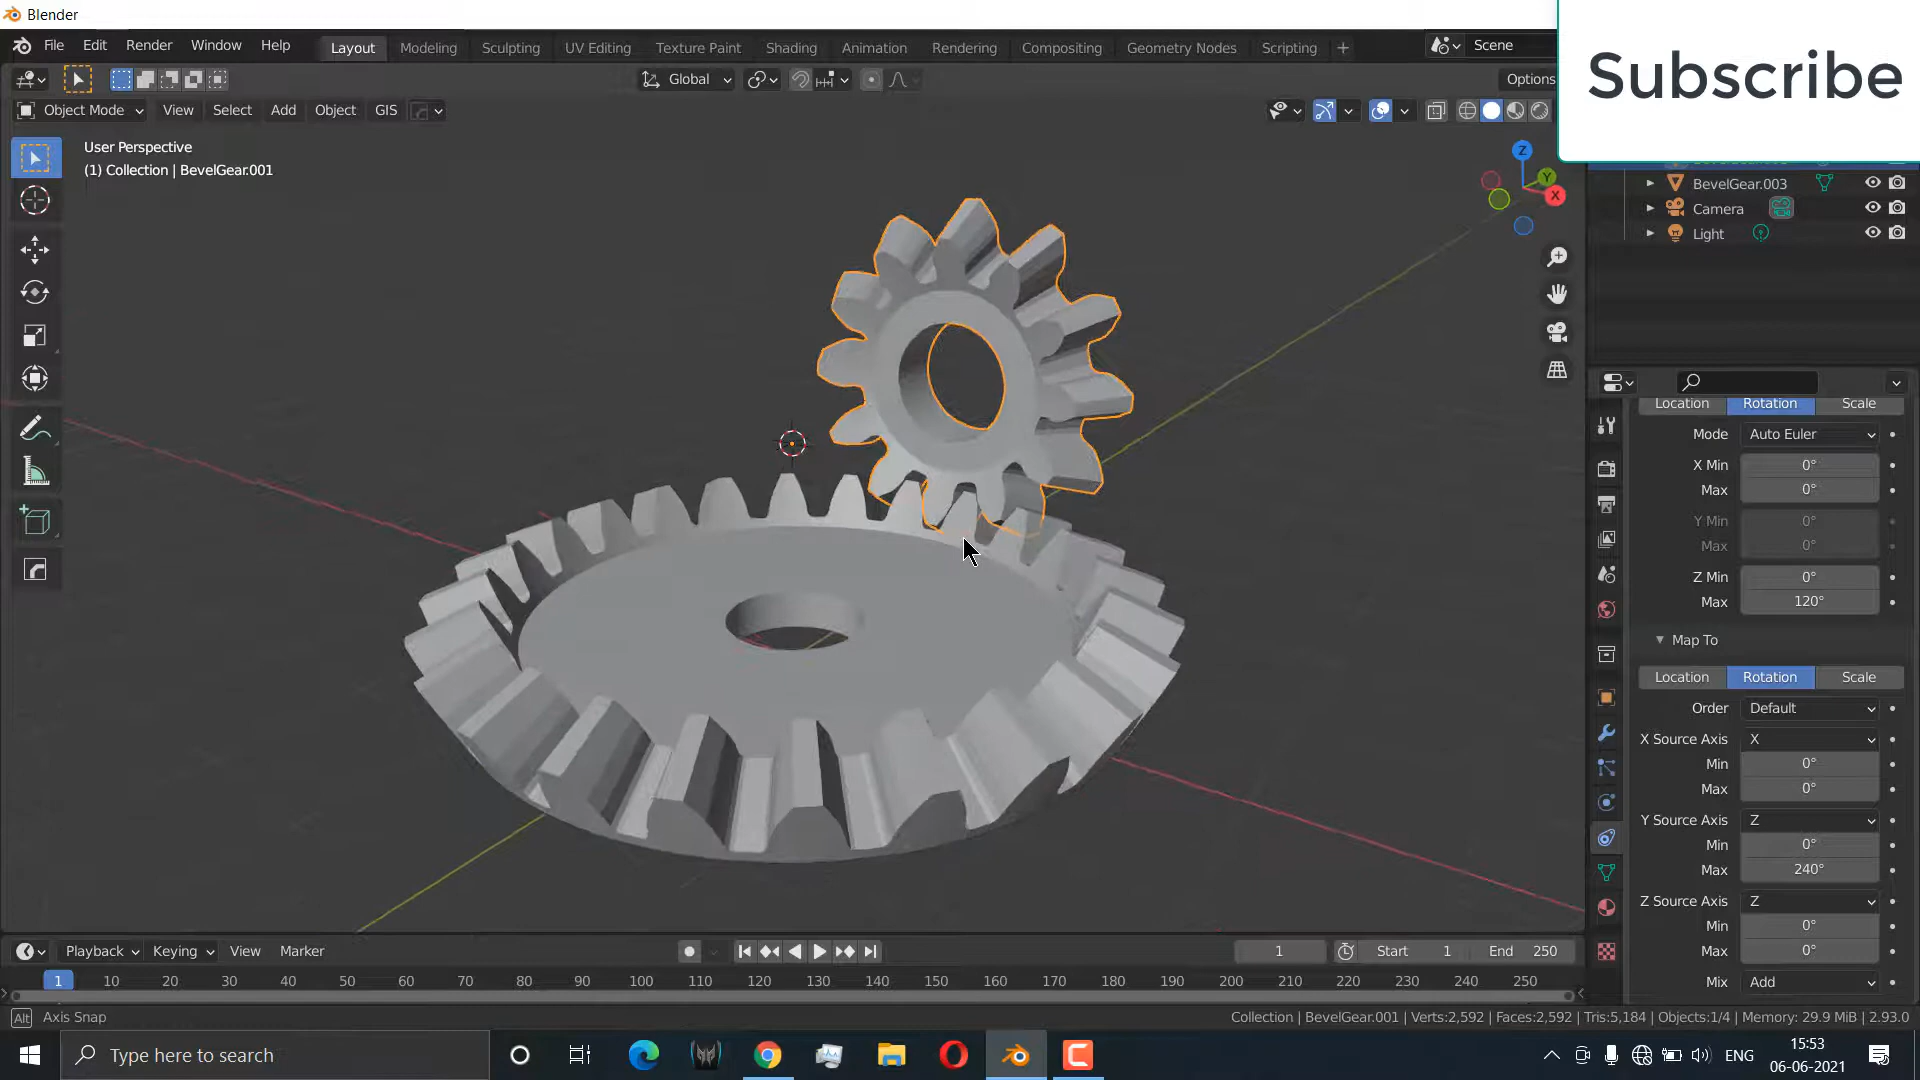 Blender
File Edit Render Window Help Layout Modeling Sculpting UV Editing Texture Paint Shading Animation Rendering Compositing Geometry Nodes Scripting + Scene
Subscribe
Global Options
Object Mode View Select Add Object GIS
User Perspective
(1) Collection | BevelGear.001
Z
Y
X
BevelGear.003
Camera
Light
Location Rotation Scale
Mode Auto Euler
X Min 0°
Max 0°
Y Min 0°
Max 0°
Z Min 0°
Max 120°
Map To
Location Rotation Scale
Order Default
X Source Axis X
Min 0°
Max 0°
Y Source Axis Z
Min 0°
Max 240°
Z Source Axis Z
Min 0°
Max 0°
Mix Add
Playback Keying View Marker 1 Start 1 End 250
1 10 20 30 40 50 60 70 80 90 100 110 120 130 140 150 160 170 180 190 200 210 220 230 240 250
Alt Axis Snap
Collection | BevelGear.001 | Verts:2,592 | Faces:2,592 | Tris:5,184 | Objects:1/4 | Memory: 29.9 MiB | 2.93.0
Type here to search
ENG
15:53
06-06-2021